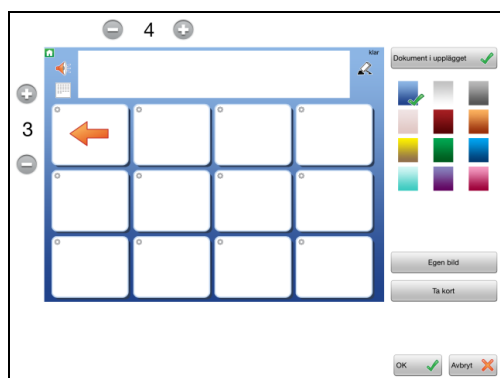 4
klar
Dokument i upplägget
3
Egen bild
Ta kort
OK
Avbryt